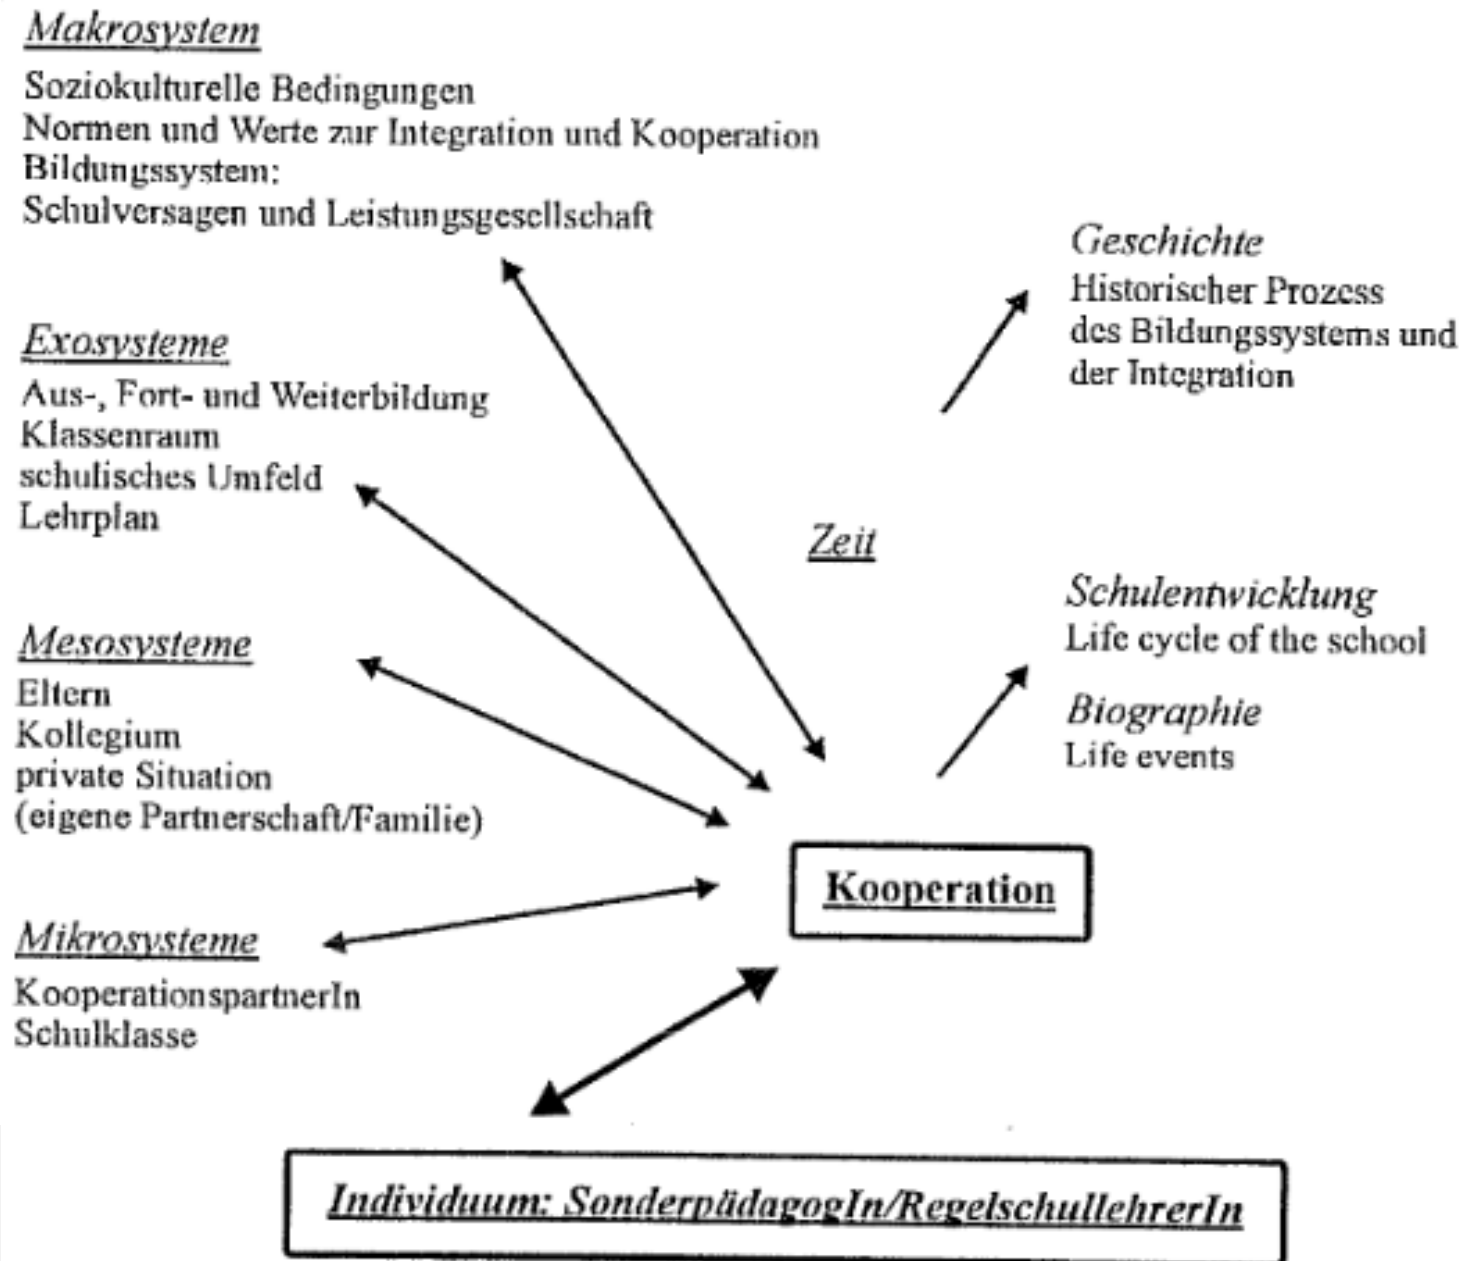 Makrosystem
Soziokulturelle Bedingungen
Normen und Werte zur Integration und Kooperation
Bildungssystem:
Schulversagen und Leistungsgesellschaft
Exosysteme
Aus-, Fort- und Weiterbildung
Klassenraum
schulisches Umfeld
Lehrplan
Mesosysteme
Eltern
Kollegium
private Situation
(eigene Partnerschaft/Familie)
Mikrosysteme
KooperationspartnerIn
Schulklasse
Geschichte
Historischer Prozess
des Bildungssystems und
der Integration
Zeit
Schulentwicklung
Life cycle of the school
Biographie
Life events
Kooperation
Individuum: SonderpädagogIn/RegelschullehrerIn